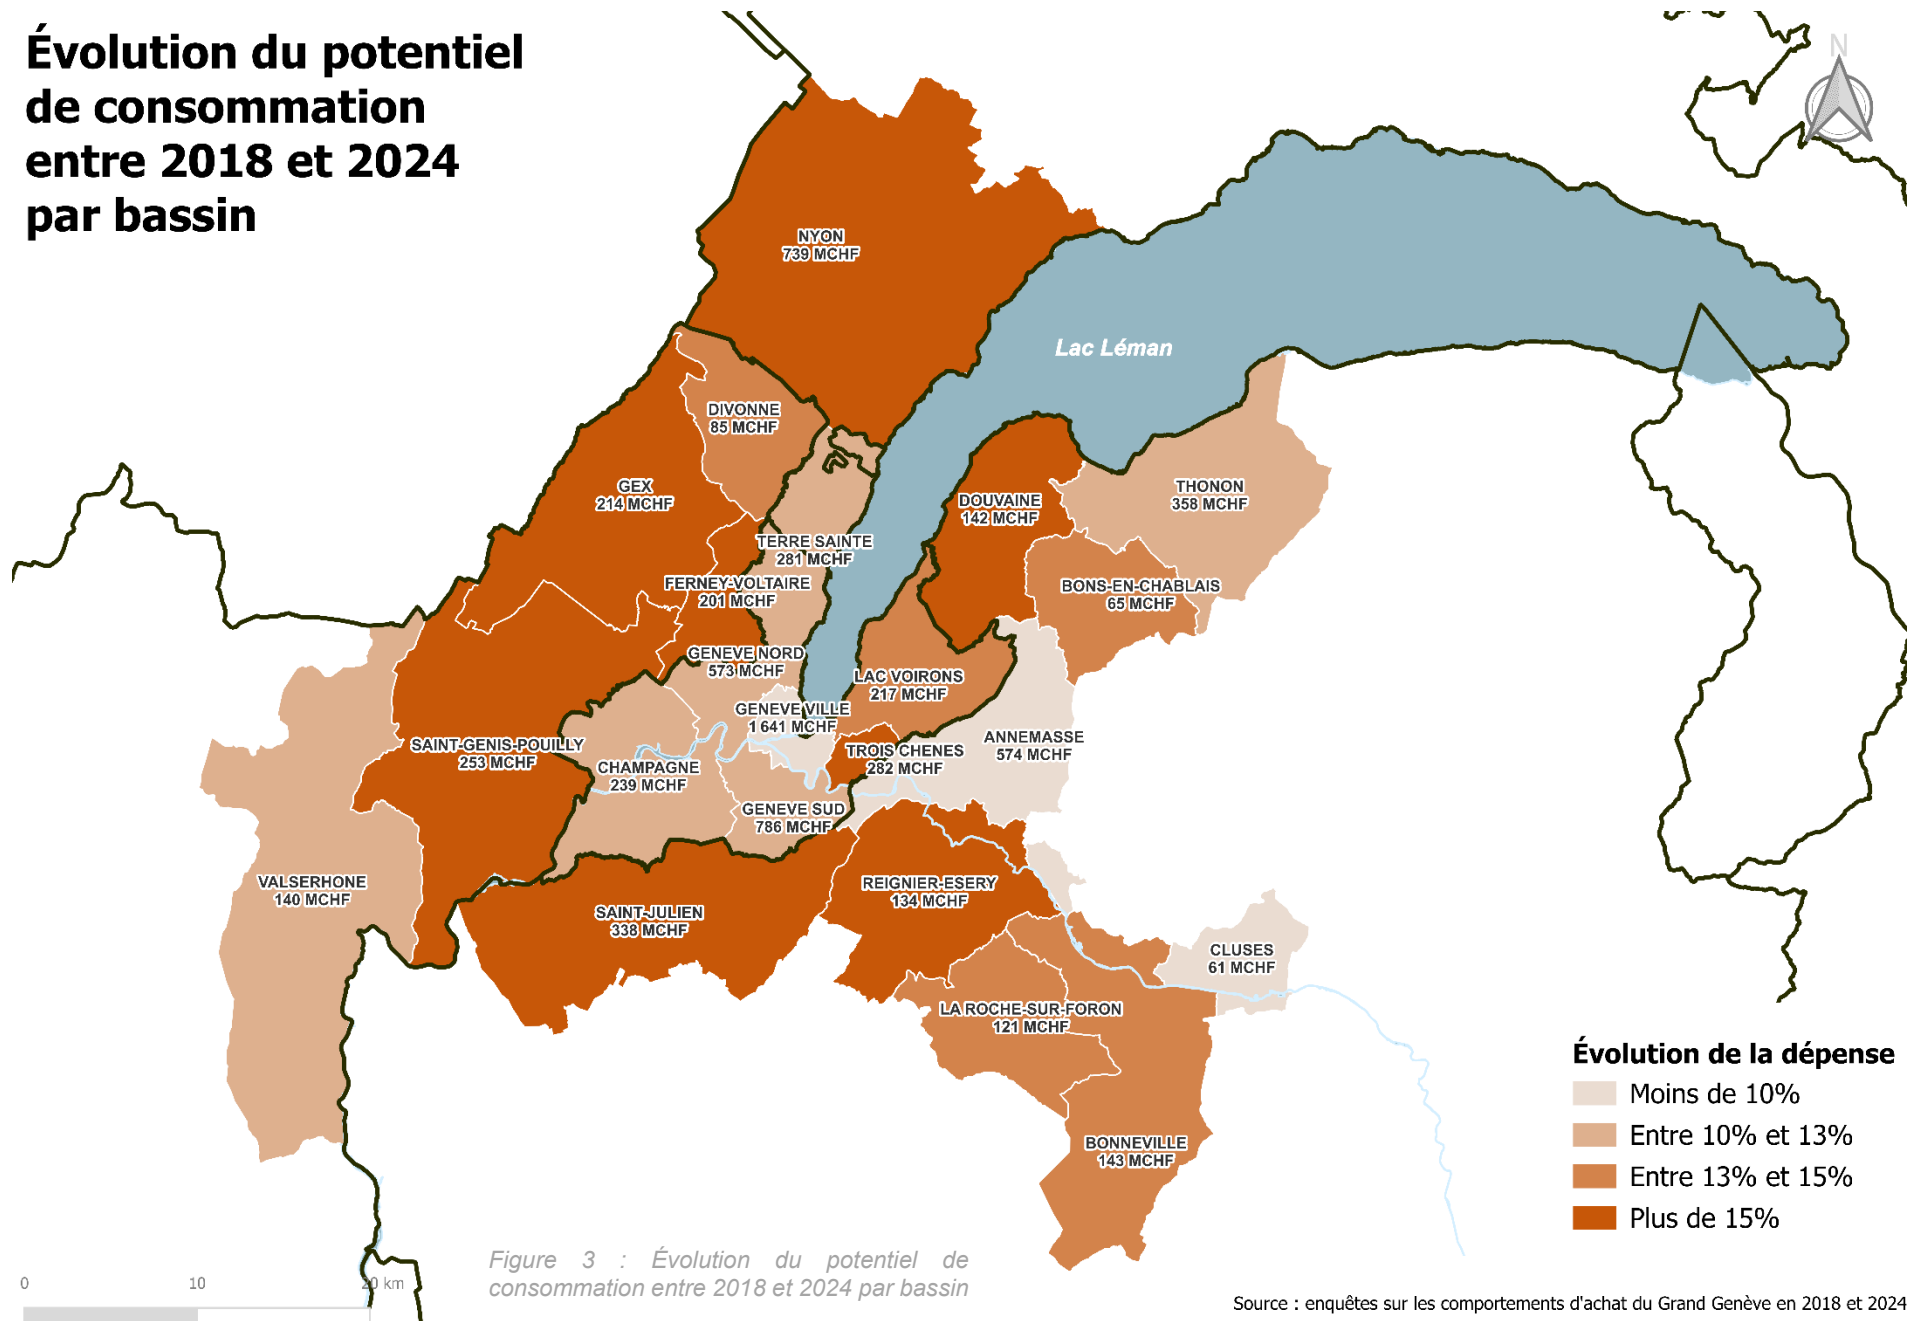 Évolution du potentiel
de consommation
entre 2018 et 2024
par bassin
N
NYON
739 MCHF
Lac Léman
DIVONNE
85 MCHF
GEX
214 MCHF
DOUVAINE
142 MCHF
THONON
358 MCHF
TERRE SAINTE
281 MCHF
FERNEY-VOLTAIRE
201 MCHF
BONS-EN-CHABLAIS
65 MCHF
GENEVE NORD
573 MCHF
LAC VOIRONS
217 MCHF
GENEVE VILLE
1 641 MCHF
SAINT-GENIS-POUILLY
253 MCHF
CHAMPAGNE
239 MCHF
TROIS CHENES
282 MCHF
ANNEMASSE
574 MCHF
GENEVE SUD
786 MCHF
VALSERHONE
140 MCHF
SAINT-JULIEN
338 MCHF
REIGNIER-ESERY
134 MCHF
CLUSES
61 MCHF
LA ROCHE-SUR-FORON
121 MCHF
BONNEVILLE
143 MCHF
Évolution de la dépense
Moins de 10%
Entre 10% et 13%
Entre 13% et 15%
Plus de 15%
Figure 3 : Évolution du potentiel de
consommation entre 2018 et 2024 par bassin
0 10 20 km
Source : enquêtes sur les comportements d'achat du Grand Genève en 2018 et 2024